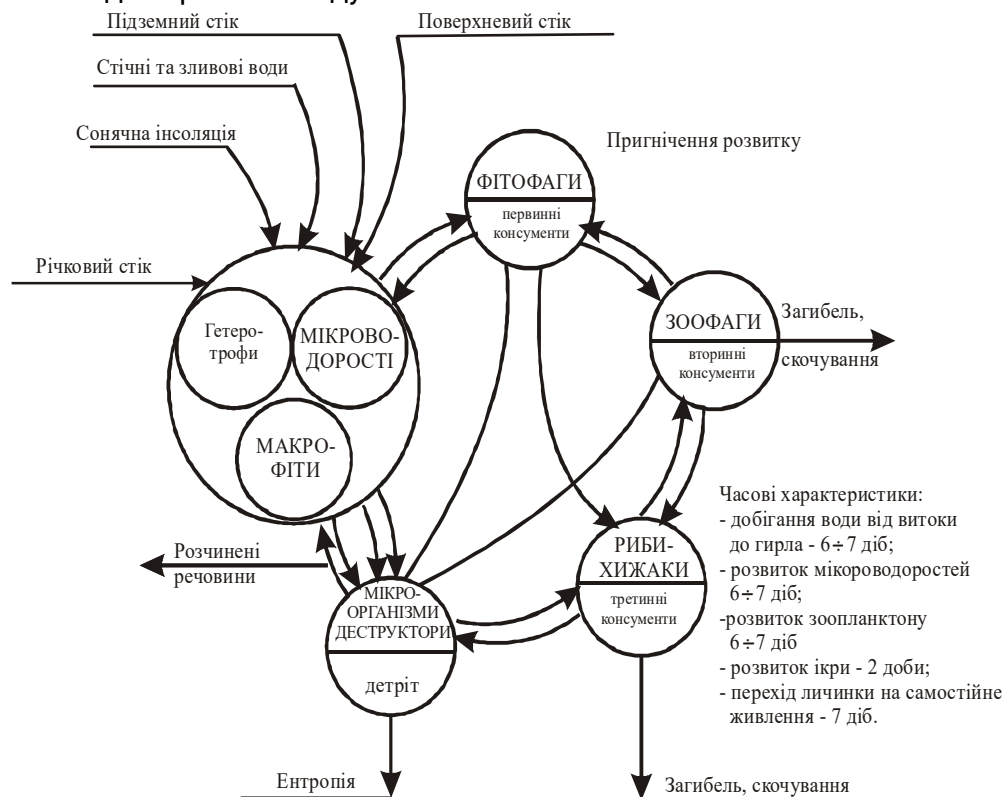 Підземний стік
Поверхневий стік
Стічні та зливові води
Сонячна інсоляція
Пригнічення розвитку
ФІТОФАГИ
первинні
консументи
Річковий стік
Гетеро-
трофи
МІКРОВО-
ДОРОСТІ
МАКРО-
ФІТИ
ЗООФАГИ
вторинні
консументи
Загибель,
скочування
Розчинені
речовини
МІКРО-
ОРГАНІЗМИ
ДЕСТРУКТОРИ
детріт
РИБИ-
ХИЖАКИ
третинні
консументи
Часові характеристики:
- добігання води від витоки
до гирла - 6÷7 діб;
- розвиток мікороводоростей
6÷7 діб;
-розвиток зоопланктону
6÷7 діб
- розвиток ікри - 2 доби;
- перехід личинки на самостійне
живлення - 7 діб.
Ентропія
Загибель, скочування